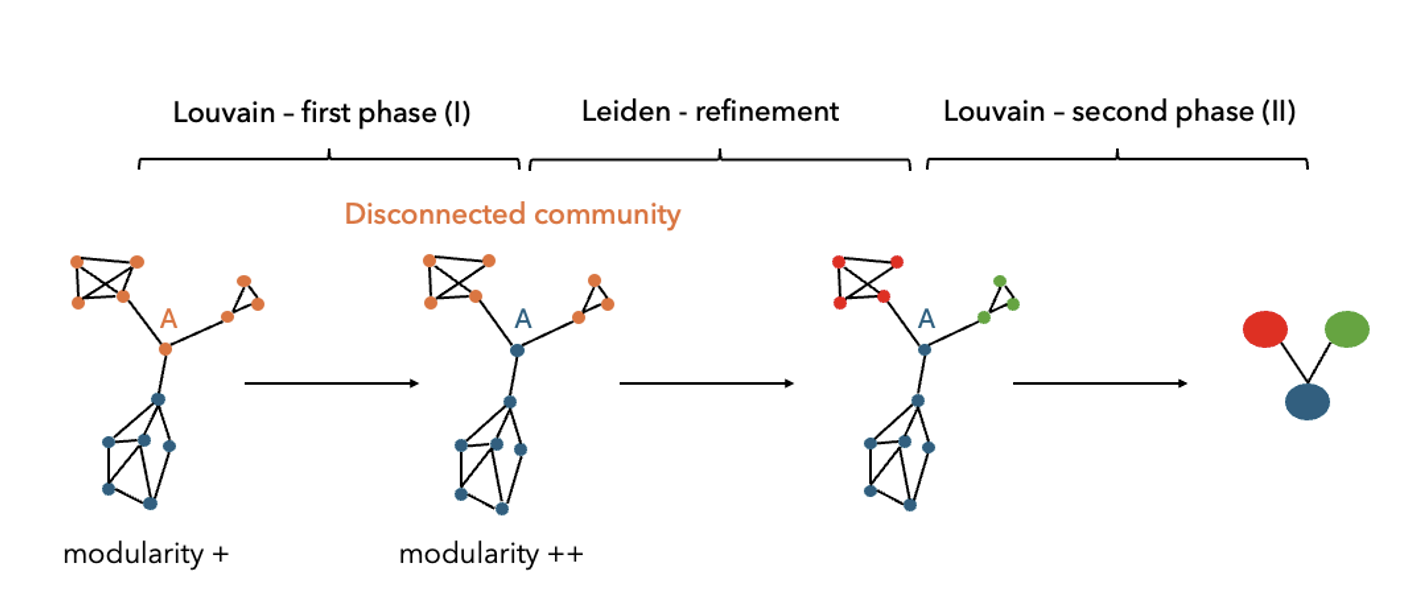 Louvain – first phase (I)
Leiden - refinement
Louvain – second phase (II)
Disconnected community
A
A
A
modularity +
modularity ++